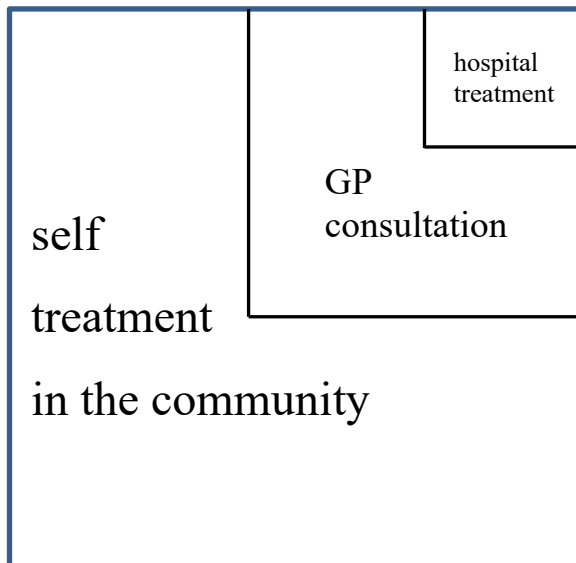 hospital
treatment
GP
consultation
self
treatment
in the community